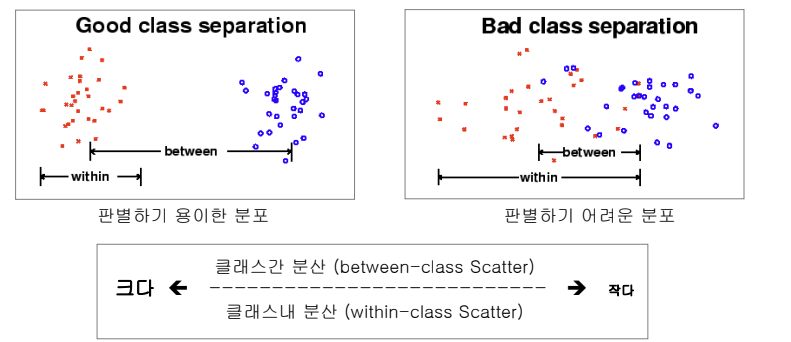 Good class separation
between
within
Bad class separation
between
within
판별하기 용이한 분포
판별하기 어려운 분포
클래스간 분산 (between-class Scatter)
크다 ← ---------------------------- → 작다
클래스내 분산 (within-class Scatter)